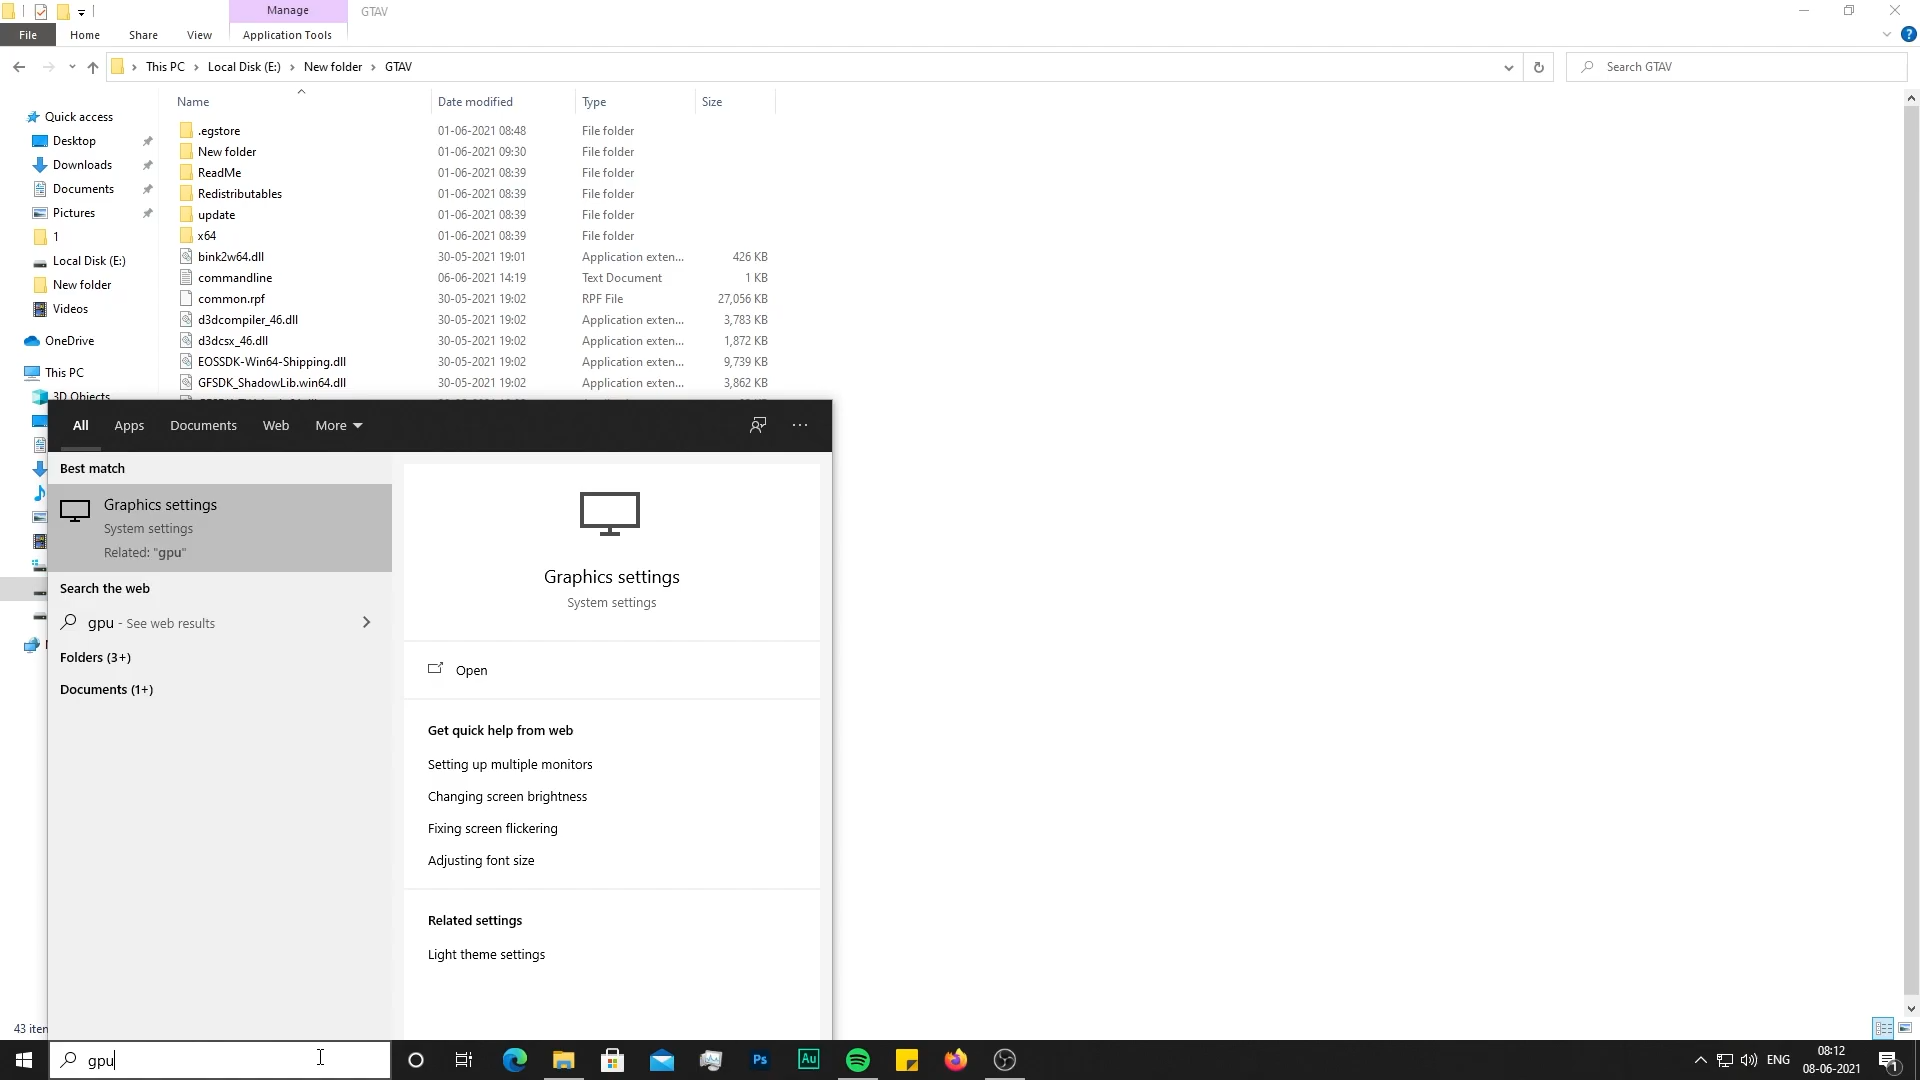 Manage
GTAV
File
Home
Share
View
Application Tools
This PC
Local Disk (E:)
New folder
GTAV
Search GTAV
Name
Date modified
Type
Size
Quick access
Desktop
Downloads
Documents
Pictures
1
Local Disk (E:)
New folder
Videos
OneDrive
This PC
3D Objects
.egstore 01-06-2021 08:48 File folder
New folder 01-06-2021 09:30 File folder
ReadMe 01-06-2021 08:39 File folder
Redistributables 01-06-2021 08:39 File folder
update 01-06-2021 08:39 File folder
x64 01-06-2021 08:39 File folder
bink2w64.dll 30-05-2021 19:01 Application exten... 426 KB
commandline 06-06-2021 14:19 Text Document 1 KB
common.rpf 30-05-2021 19:02 RPF File 27,056 KB
d3dcompiler_46.dll 30-05-2021 19:02 Application exten... 3,783 KB
d3dcsx_46.dll 30-05-2021 19:02 Application exten... 1,872 KB
EOSSDK-Win64-Shipping.dll 30-05-2021 19:02 Application exten... 9,739 KB
GFSDK_ShadowLib.win64.dll 30-05-2021 19:02 Application exten... 3,862 KB
All
Apps
Documents
Web
More
Best match
Graphics settings
System settings
Related: "gpu"
Search the web
gpu - See web results
Folders (3+)
Documents (1+)
Graphics settings
System settings
Open
Get quick help from web
Setting up multiple monitors
Changing screen brightness
Fixing screen flickering
Adjusting font size
Related settings
Light theme settings
43 iten
gpu
Ps
Au
ENG
08:12
08-06-2021
1